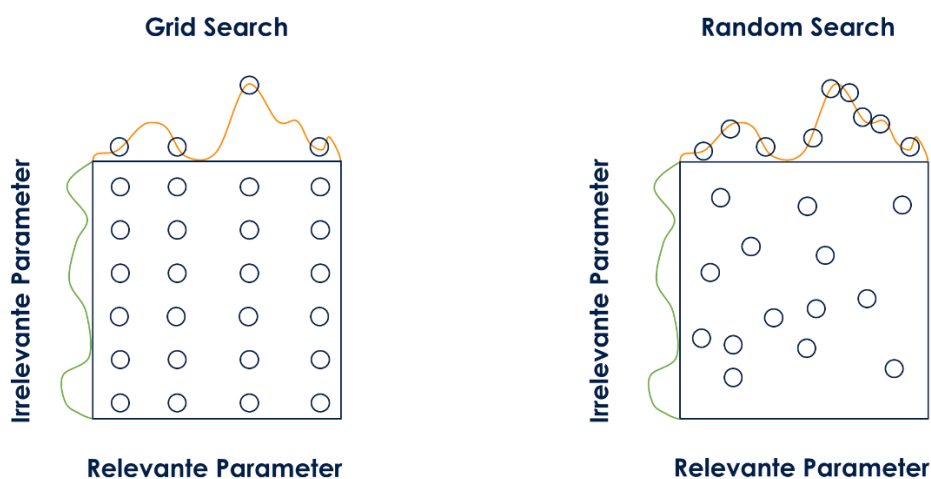 Grid Search
Random Search
Irrelevante Parameter
Irrelevante Parameter
Relevante Parameter
Relevante Parameter